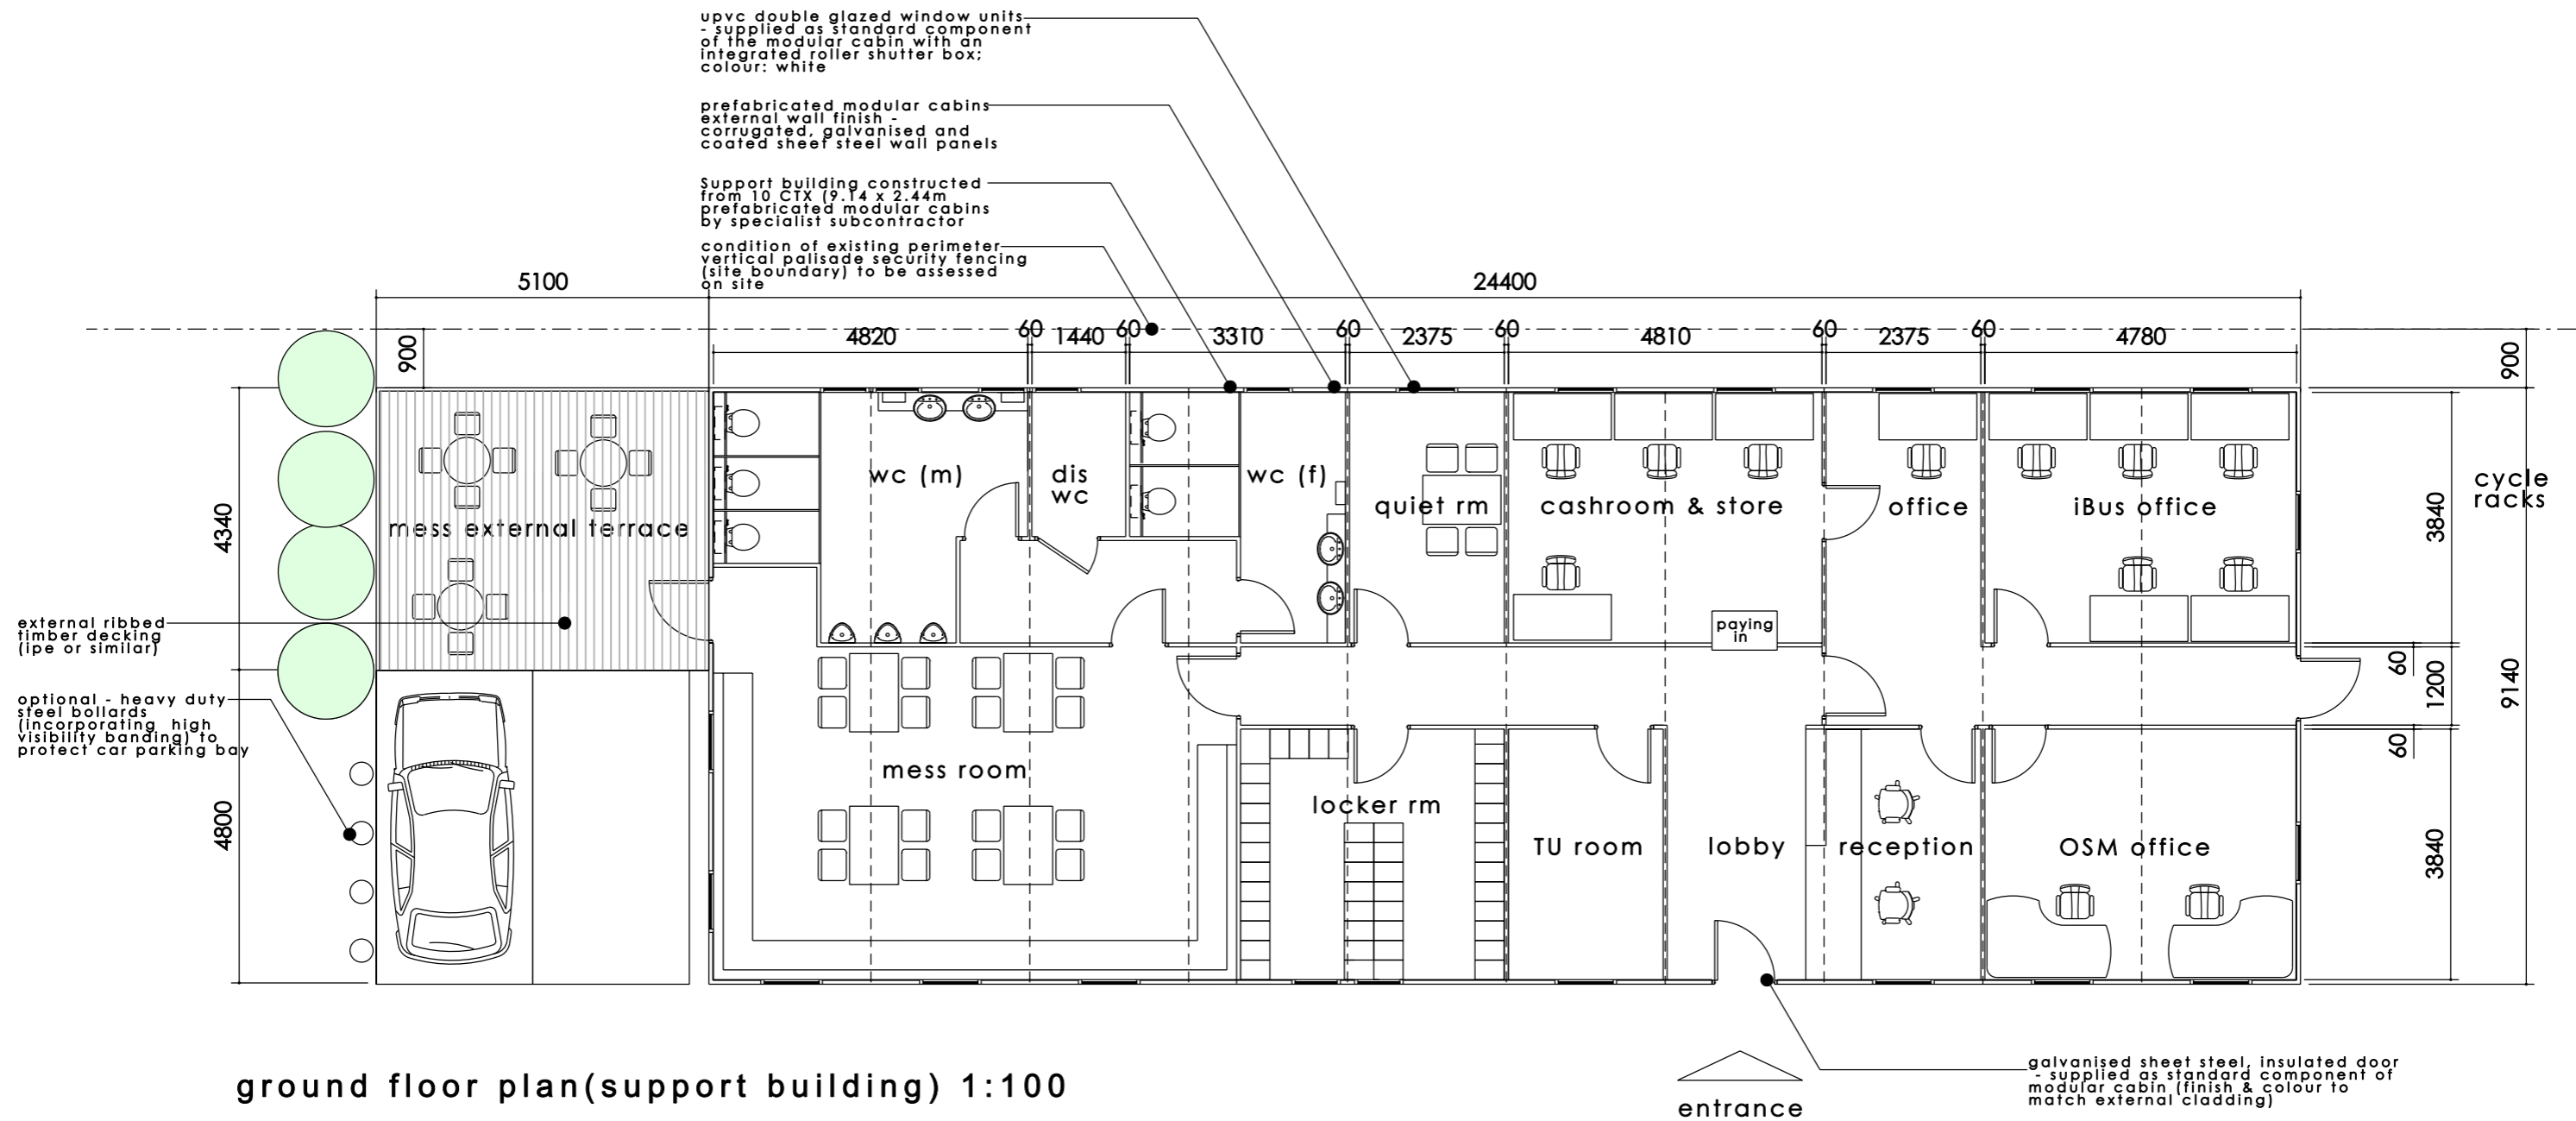 upvc double glazed window units
- supplied as standard component
of the modular cabin with an
integrated roller shutter box;
colour: white
prefabricated modular cabins
external wall finish -
corrugated, galvanised and
coated sheet steel wall panels
Support building constructed
from 10 CTX (9.14 x 2.44m
prefabricated modular cabins
by specialist subcontractor
condition of existing perimeter
vertical palisade security fencing
(site boundary) to be assessed
on site
5100
24400
900
4820
60
1440
60
3310
60
2375
60
4810
60
2375
60
4780
900
wc (m)
dis
wc
wc (f)
quiet rm
cashroom & store
office
iBus office
cycle
racks
mess external terrace
4340
3840
external ribbed
timber decking
(ipe or similar)
paying
in
60
1200
9140
60
optional - heavy duty
steel bollards
(incorporating high
visibility banding) to
protect car parking bay
4800
mess room
locker rm
TU room
lobby
reception
OSM office
3840
ground floor plan(support building) 1:100
entrance
galvanised sheet steel, insulated door
- supplied as standard component of
modular cabin (finish & colour to
match external cladding)